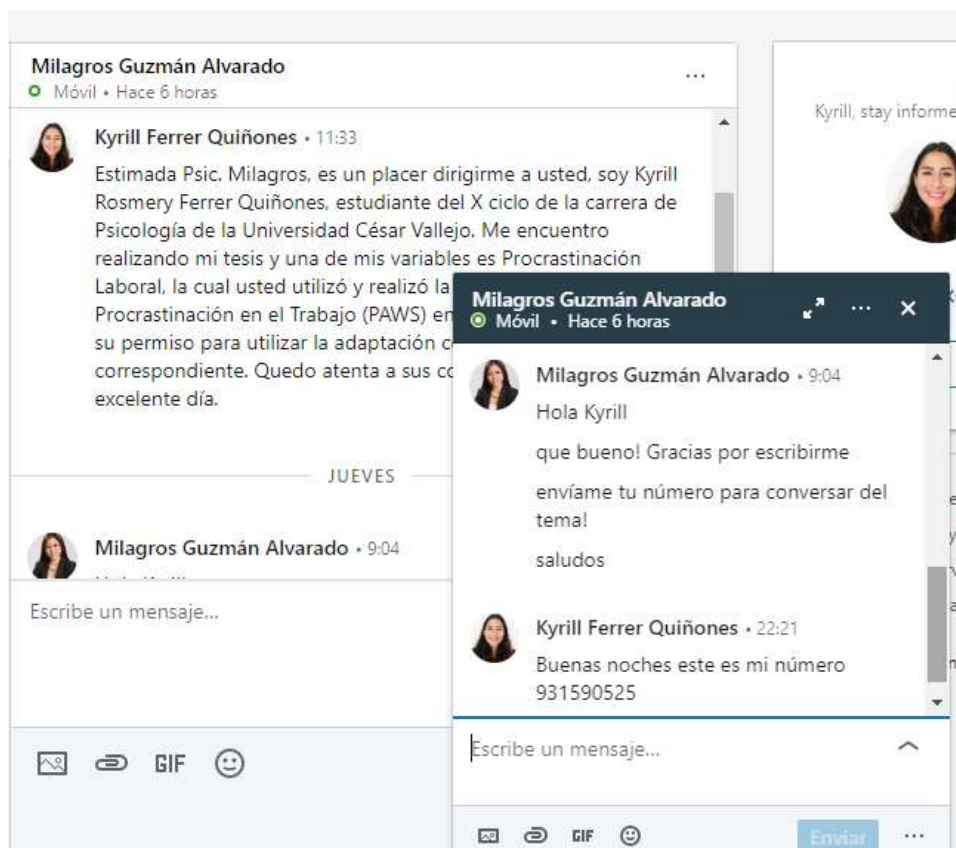 Milagros Guzmán Alvarado
Móvil • Hace 6 horas
Kyrill Ferrer Quiñones • 11:33
Estimada Psic. Milagros, es un placer dirigirme a usted, soy Kyrill
Rosmery Ferrer Quiñones, estudiante del X ciclo de la carrera de
Psicología de la Universidad César Vallejo. Me encuentro
realizando mi tesis y una de mis variables es Procrastinación
Laboral, la cual usted utilizó y realizó la
Procrastinación en el Trabajo (PAWS) en
su permiso para utilizar la adaptación
correspondiente. Quedo atenta a sus
excelente día.
JUEVES
Milagros Guzmán Alvarado • 9:04
Escribe un mensaje...
GIF
Kyrill, stay
Milagros Guzmán Alvarado
Móvil • Hace 6 horas
Milagros Guzmán Alvarado • 9:04
Hola Kyrill
que bueno! Gracias por escribirme
envíame tu número para conversar del
tema!
saludos
Kyrill Ferrer Quiñones • 22:21
Buenas noches este es mi número
931590525
Escribe un mensaje...
GIF
Enviar